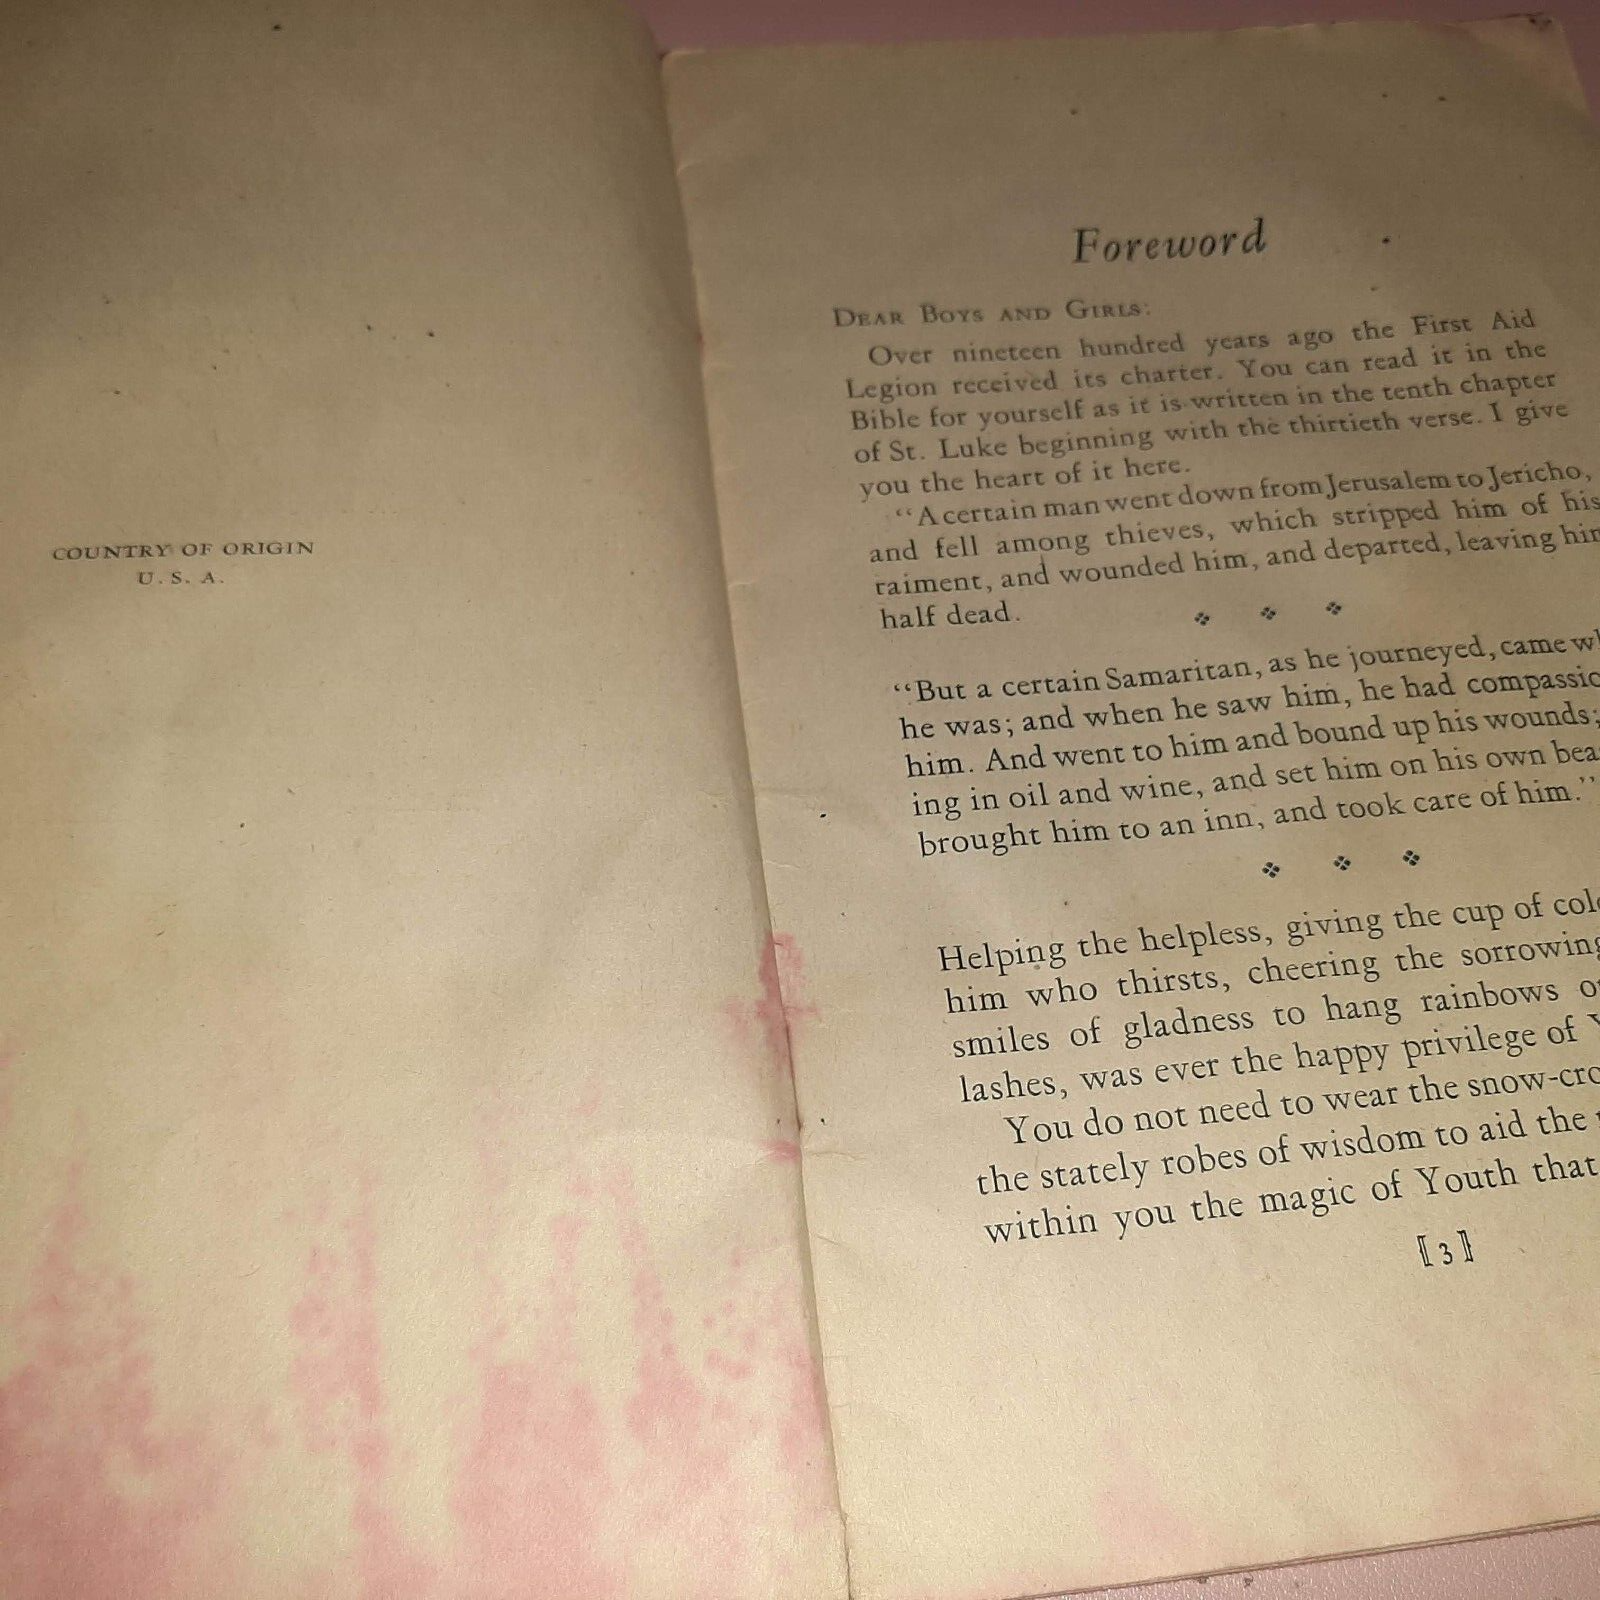 COUNTRY OF ORIGIN
U. S. A.
Foreword
DEAR BOYS AND GIRLS:
Over nineteen hundred years ago the First Aid
Legion received its charter. You can read it in the
Bible for yourself as it is written in the tenth chapter
of St. Luke beginning with the thirtieth verse. I give
you the heart of it here.
“A certain man went down from Jerusalem to Jericho,
and fell among thieves, which stripped him of his
raiment, and wounded him, and departed, leaving
half dead.
“But a certain Samaritan, as he journeyed, came
he was; and when he saw him, he had
him. And went to him and bound up his wounds;
ing in oil and wine, and set him on his own
brought him to an inn, and took care of him.”
Helping the helpless, giving the cup of
him who thirsts, cheering the
smiles of gladness to hang rainbows
lashes, was ever the happy privilege of
You do not need to wear the
the stately robes of wisdom to aid the
within you the magic of Youth that
[3]